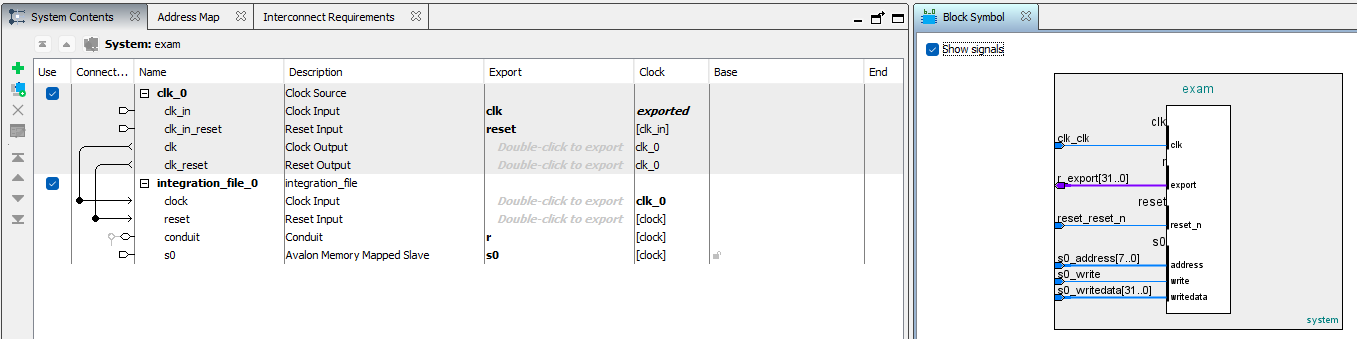 System Contents Address Map Interconnect Requirements
System: exam
Use Connect... Name Description Export Clock Base End
clk_0 Clock Source
clk_in Clock Input clk exported
clk_in_reset Reset Input reset [clk_in]
clk Clock Output Double-click to export clk_0
clk_reset Reset Output Double-click to export clk_0
integration_file_0 integration_file
clock Clock Input Double-click to export clk_0
reset Reset Input Double-click to export [clock]
conduit Conduit r [clock]
s0 Avalon Memory Mapped Slave s0 [clock]
Block Symbol
Show signals
exam
clk
clk_clk
clk
r
r_export[31..0]
export
reset
reset_reset_n
reset_n
s0
s0_address[7..0]
address
s0_write
write
s0_writedata[31..0]
writedata
system